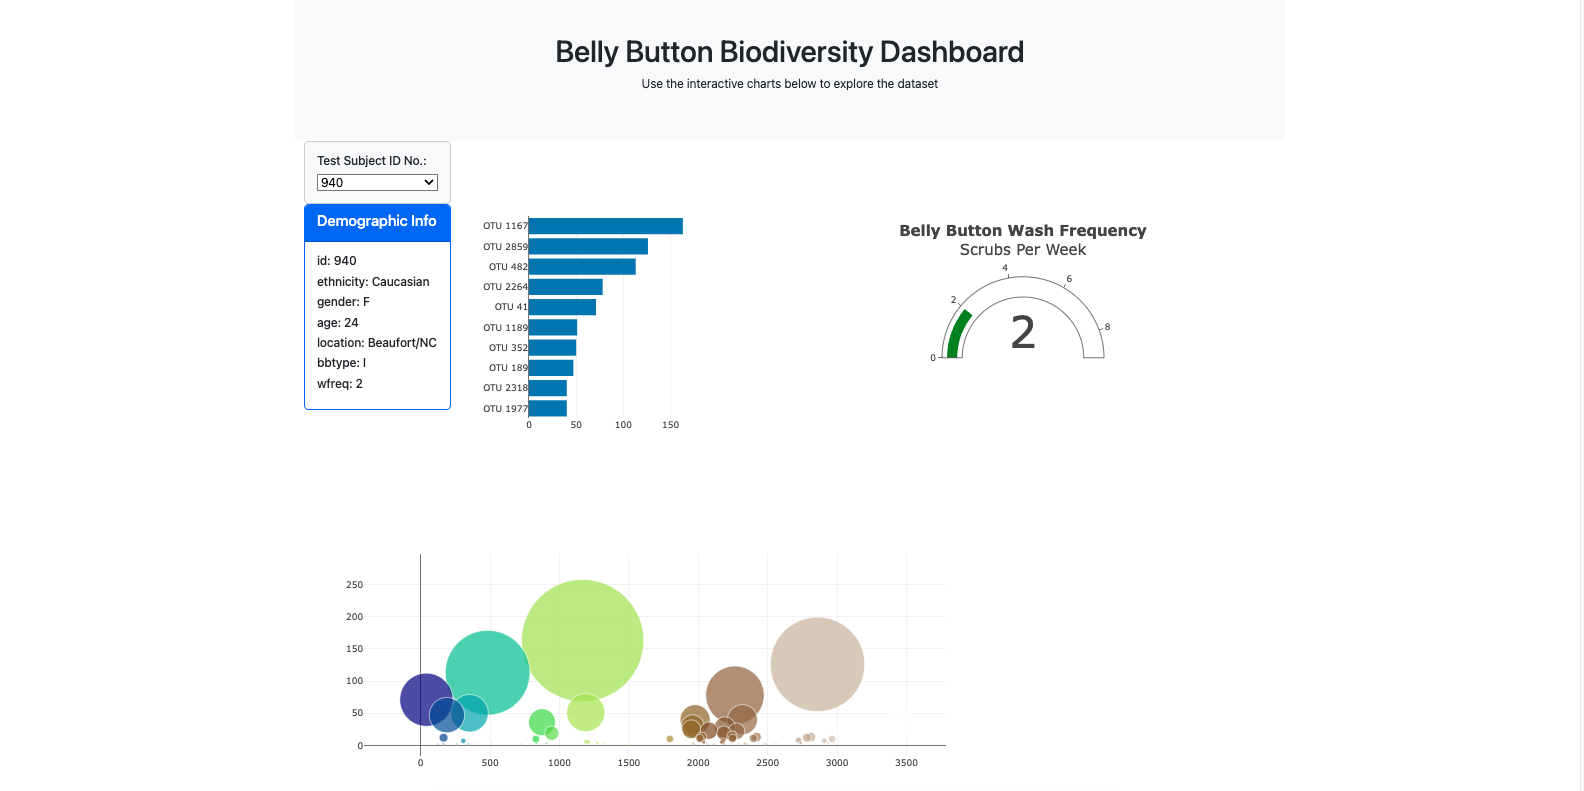 Belly Button Biodiversity Dashboard
Use the interactive charts below to explore the dataset
Test Subject ID No.:
940
Demographic Info
id: 940
ethnicity: Caucasian
gender: F
age: 24
location: Beaufort/NC
bbtype: I
wfreq: 2
OTU 1167
OTU 2859
OTU 482
OTU 2264
OTU 41
OTU 1189
OTU 352
OTU 189
OTU 2318
OTU 1977
0 50 100 150
Belly Button Wash Frequency
Scrubs Per Week
0 2 4 6 8
2
250
200
150
100
50
0
0 500 1000 1500 2000 2500 3000 3500